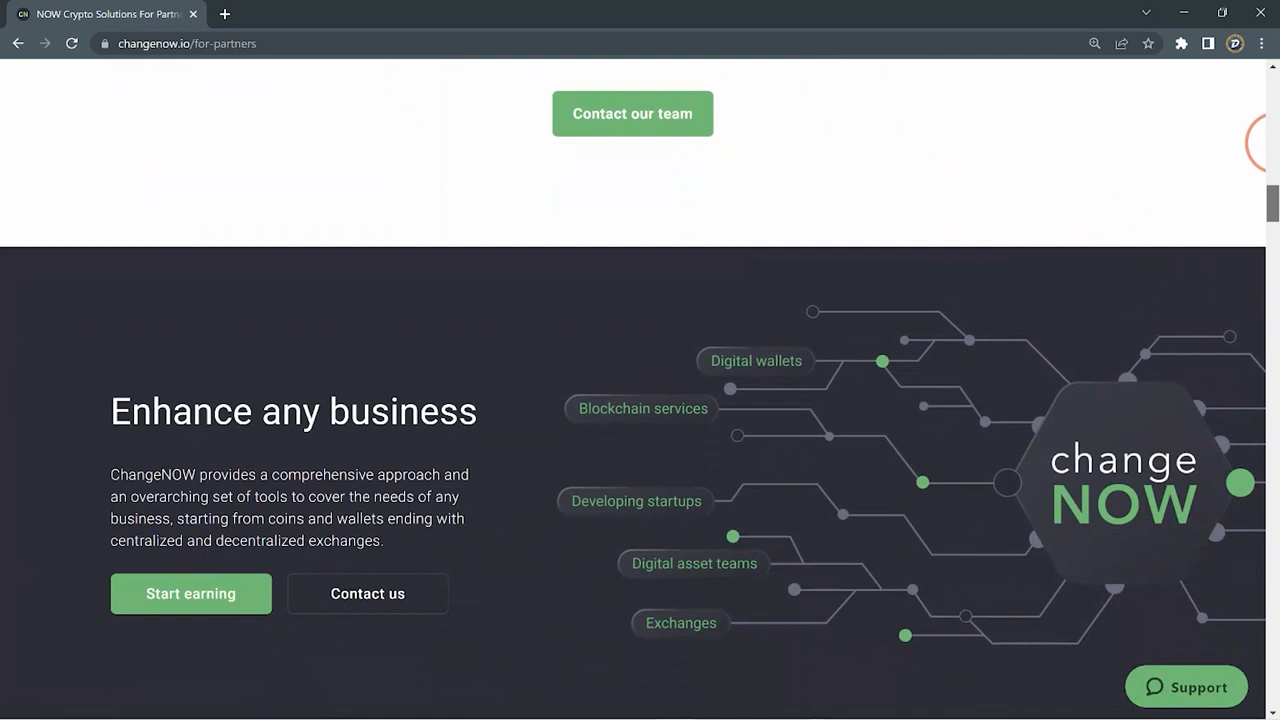 CN
NOW Crypto Solutions For Partn
changenow.io/for-partners
Contact our team
Enhance any business
ChangeNOW provides a comprehensive approach and
an overarching set of tools to cover the needs of any
business, starting from coins and wallets ending with
centralized and decentralized exchanges.
Start earning
Contact us
Digital wallets
Blockchain services
Developing startups
Digital asset teams
Exchanges
change
NOW
Support